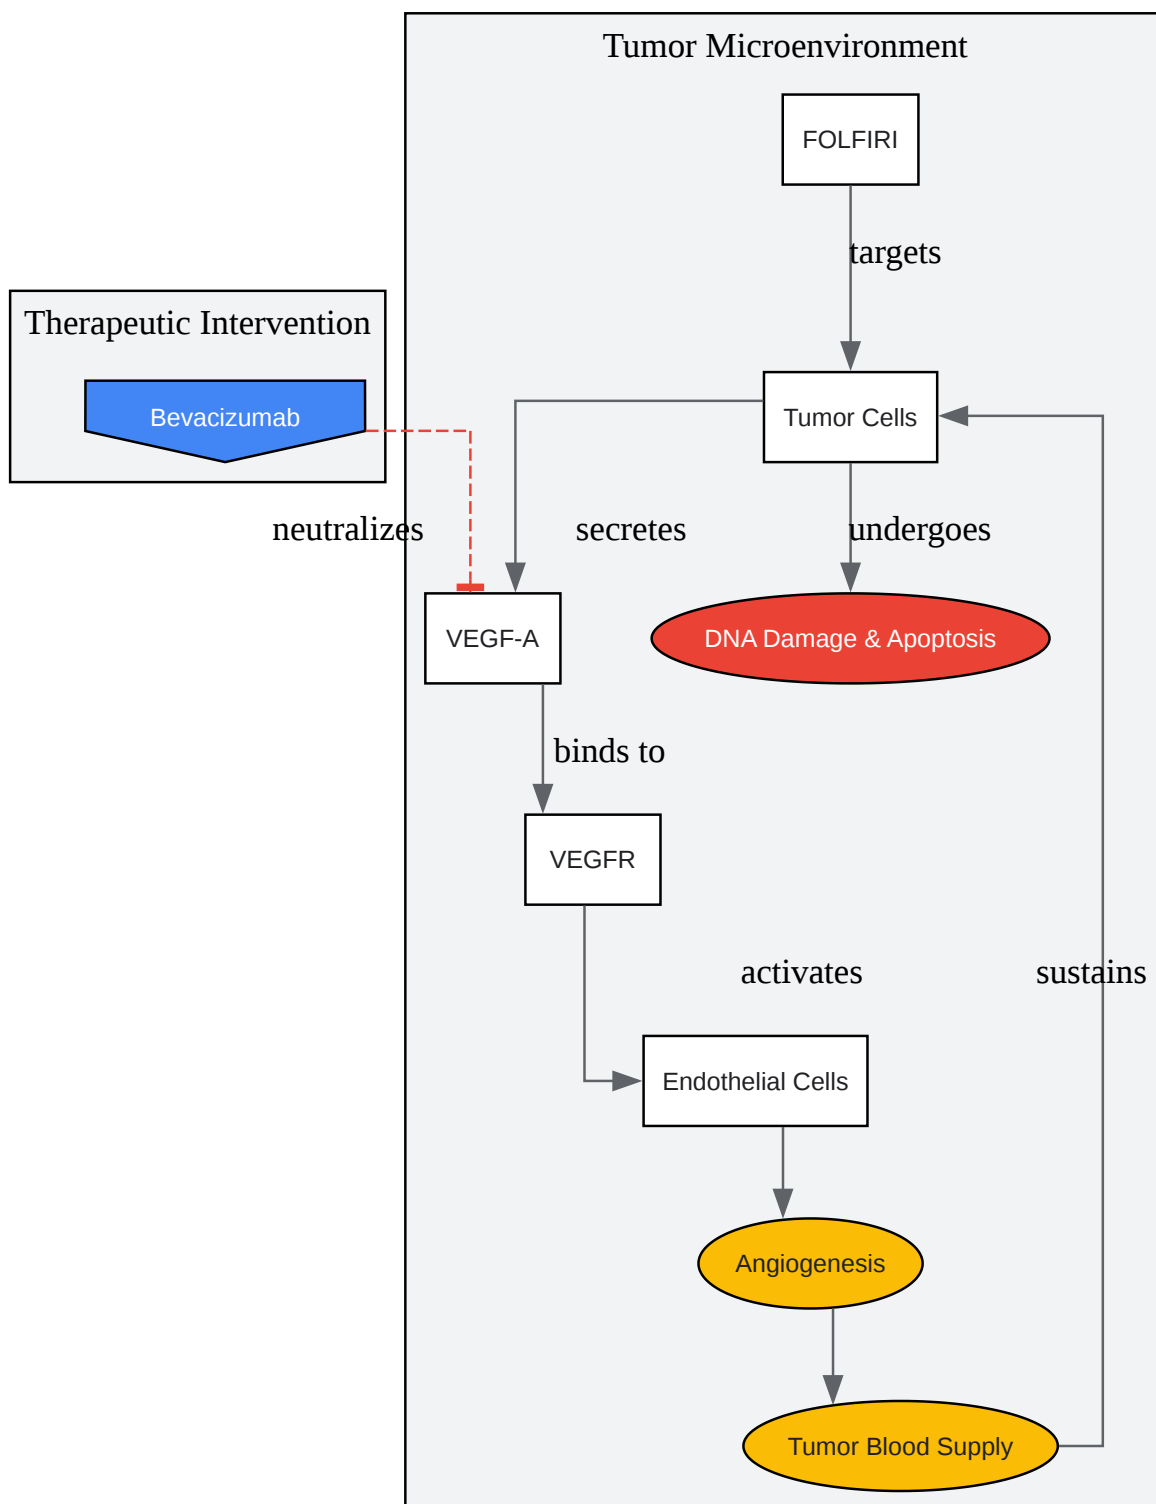 Tumor Microenvironment
FOLFIRI
targets
Therapeutic Intervention
Bevacizumab
Tumor Cells
neutralizes
secretes
undergoes
VEGF-A
DNA Damage & Apoptosis
binds to
VEGFR
activates
sustains
Endothelial Cells
Angiogenesis
Tumor Blood Supply